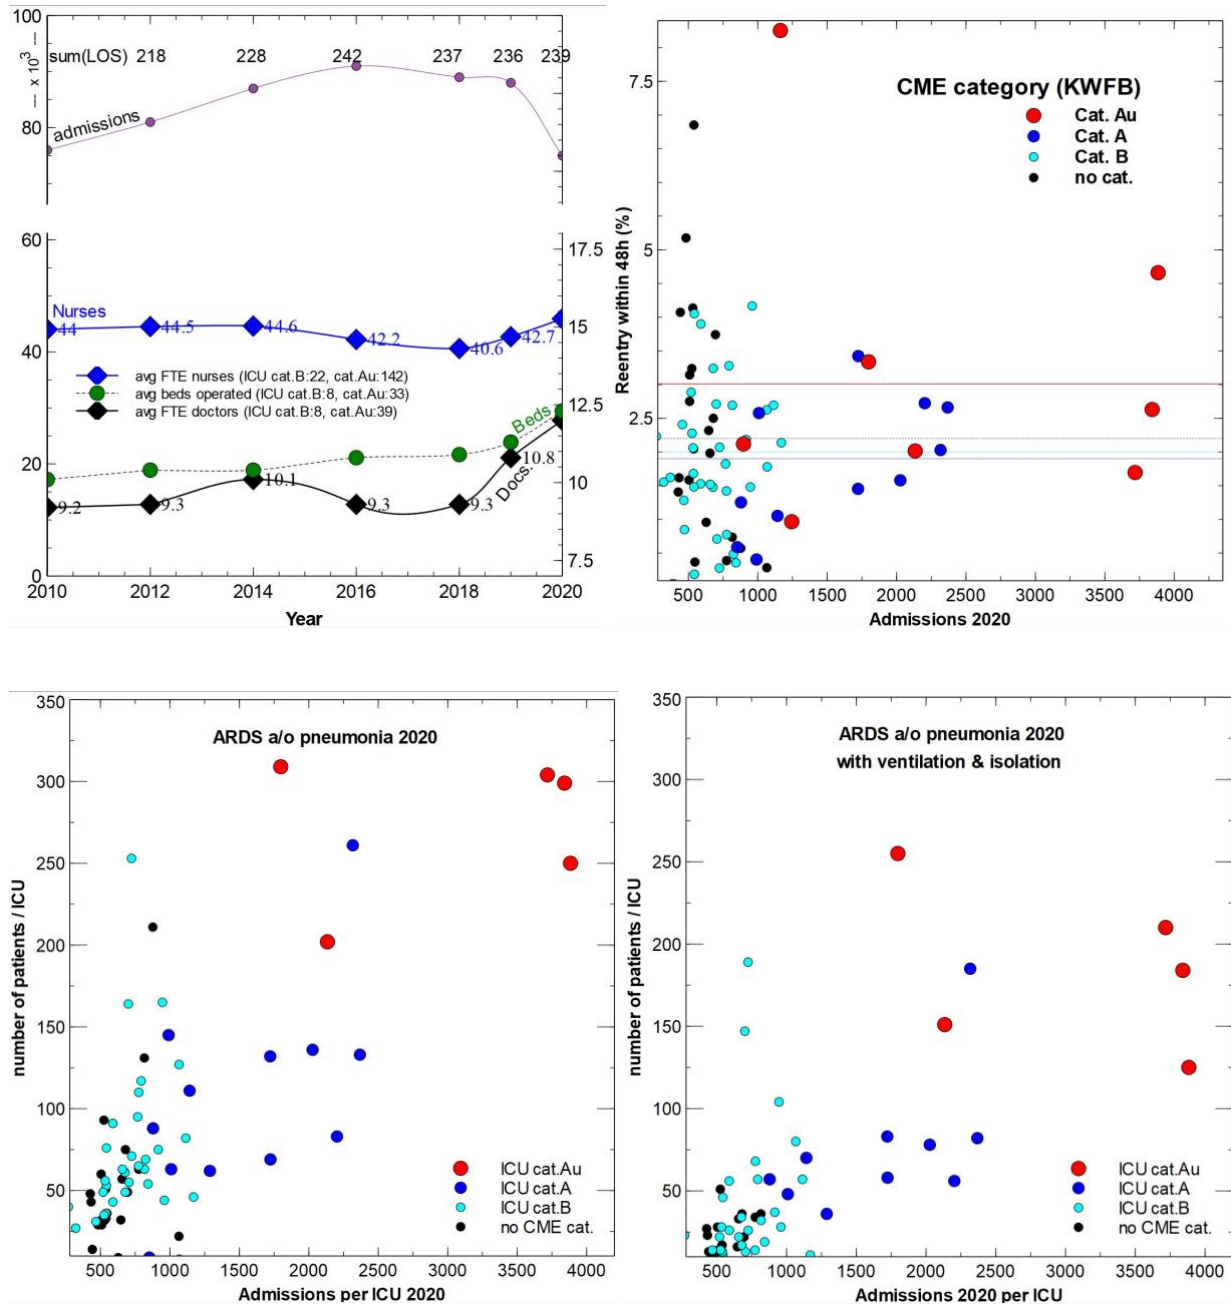 100
--- x 10³ ---
80
60
40
20
0
sum(LOS) 218 228 242 237 236 239
admissions
Nurses
44 44.5 44.6 42.2 40.6 42.7
avg FTE nurses (ICU cat.B:22, cat.Au:142)
avg beds operated (ICU cat.B:8, cat.Au:33)
avg FTE doctors (ICU cat.B:8, cat.Au:39)
Beds
Docs.
9.2 9.3 10.1 9.3 9.3 10.8
17.5
15
12.5
10
7.5
2010 2012 2014 2016 2018 2020
Year
Reentry within 48h (%)
7.5
5
2.5
CME category (KWFB)
Cat. Au
Cat. A
Cat. B
no cat.
500 1000 1500 2000 2500 3000 3500 4000
Admissions 2020
number of patients / ICU
350
300
250
200
150
100
50
ARDS a/o pneumonia 2020
ICU cat.Au
ICU cat.A
ICU cat.B
no CME cat.
500 1000 1500 2000 2500 3000 3500 4000
Admissions per ICU 2020
number of patients / ICU
350
300
250
200
150
100
50
ARDS a/o pneumonia 2020
with ventilation & isolation
ICU cat.Au
ICU cat.A
ICU cat.B
no CME cat.
500 1000 1500 2000 2500 3000 3500 4000
Admissions 2020 per ICU